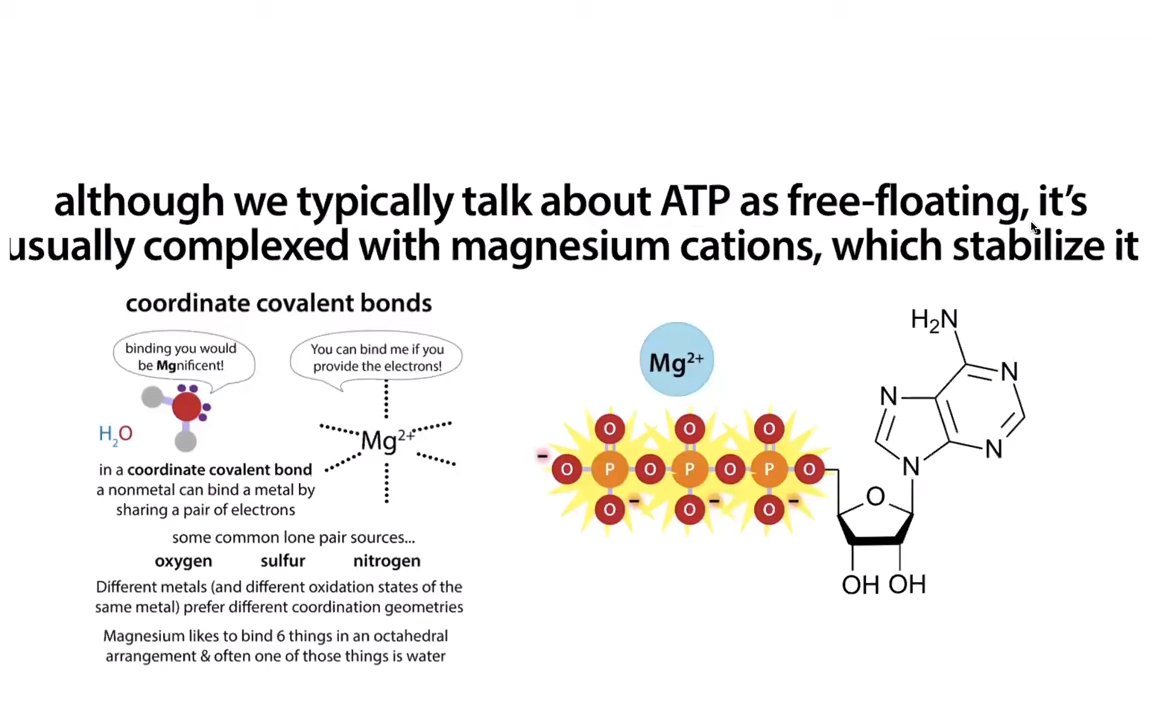 although we typically talk about ATP as free-floating, it's
usually complexed with magnesium cations, which stabilize it
coordinate covalent bonds
binding you would
be Mgnificent!
You can bind me if you
provide the electrons!
H₂O
Mg²⁺
in a coordinate covalent bond
a nonmetal can bind a metal by
sharing a pair of electrons
some common lone pair sources...
oxygen sulfur nitrogen
Different metals (and different oxidation states of the
same metal) prefer different coordination geometries
Magnesium likes to bind 6 things in an octahedral
arrangement & often one of those things is water
Mg²⁺
O O O
− O P O P O P O
O − O − O −
H₂N
N N
N N
O
OH OH